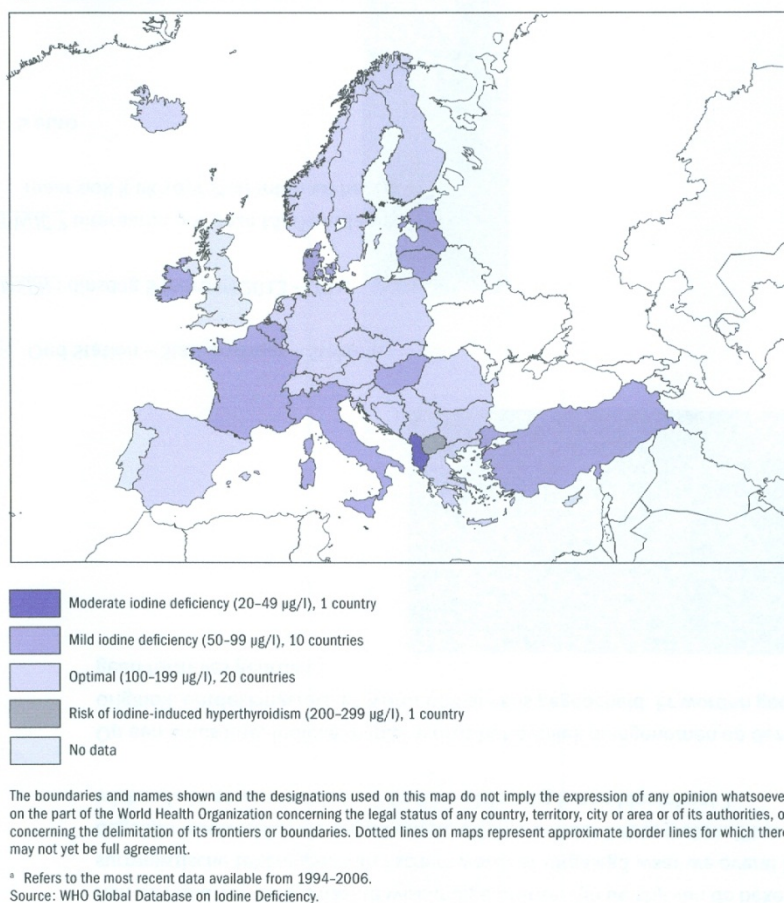 Moderate iodine deficiency (20–49 µg/l), 1 country
Mild iodine deficiency (50–99 µg/l), 10 countries
Optimal (100–199 µg/l), 20 countries
Risk of iodine-induced hyperthyroidism (200–299 µg/l), 1 country
No data
The boundaries and names shown and the designations used on this map do not imply the expression of any opinion whatsoeve
on the part of the World Health Organization concerning the legal status of any country, territory, city or area or of its authorities, o
concerning the delimitation of its frontiers or boundaries. Dotted lines on maps represent approximate border lines for which there
may not yet be full agreement.
ª Refers to the most recent data available from 1994–2006.
Source: WHO Global Database on Iodine Deficiency.